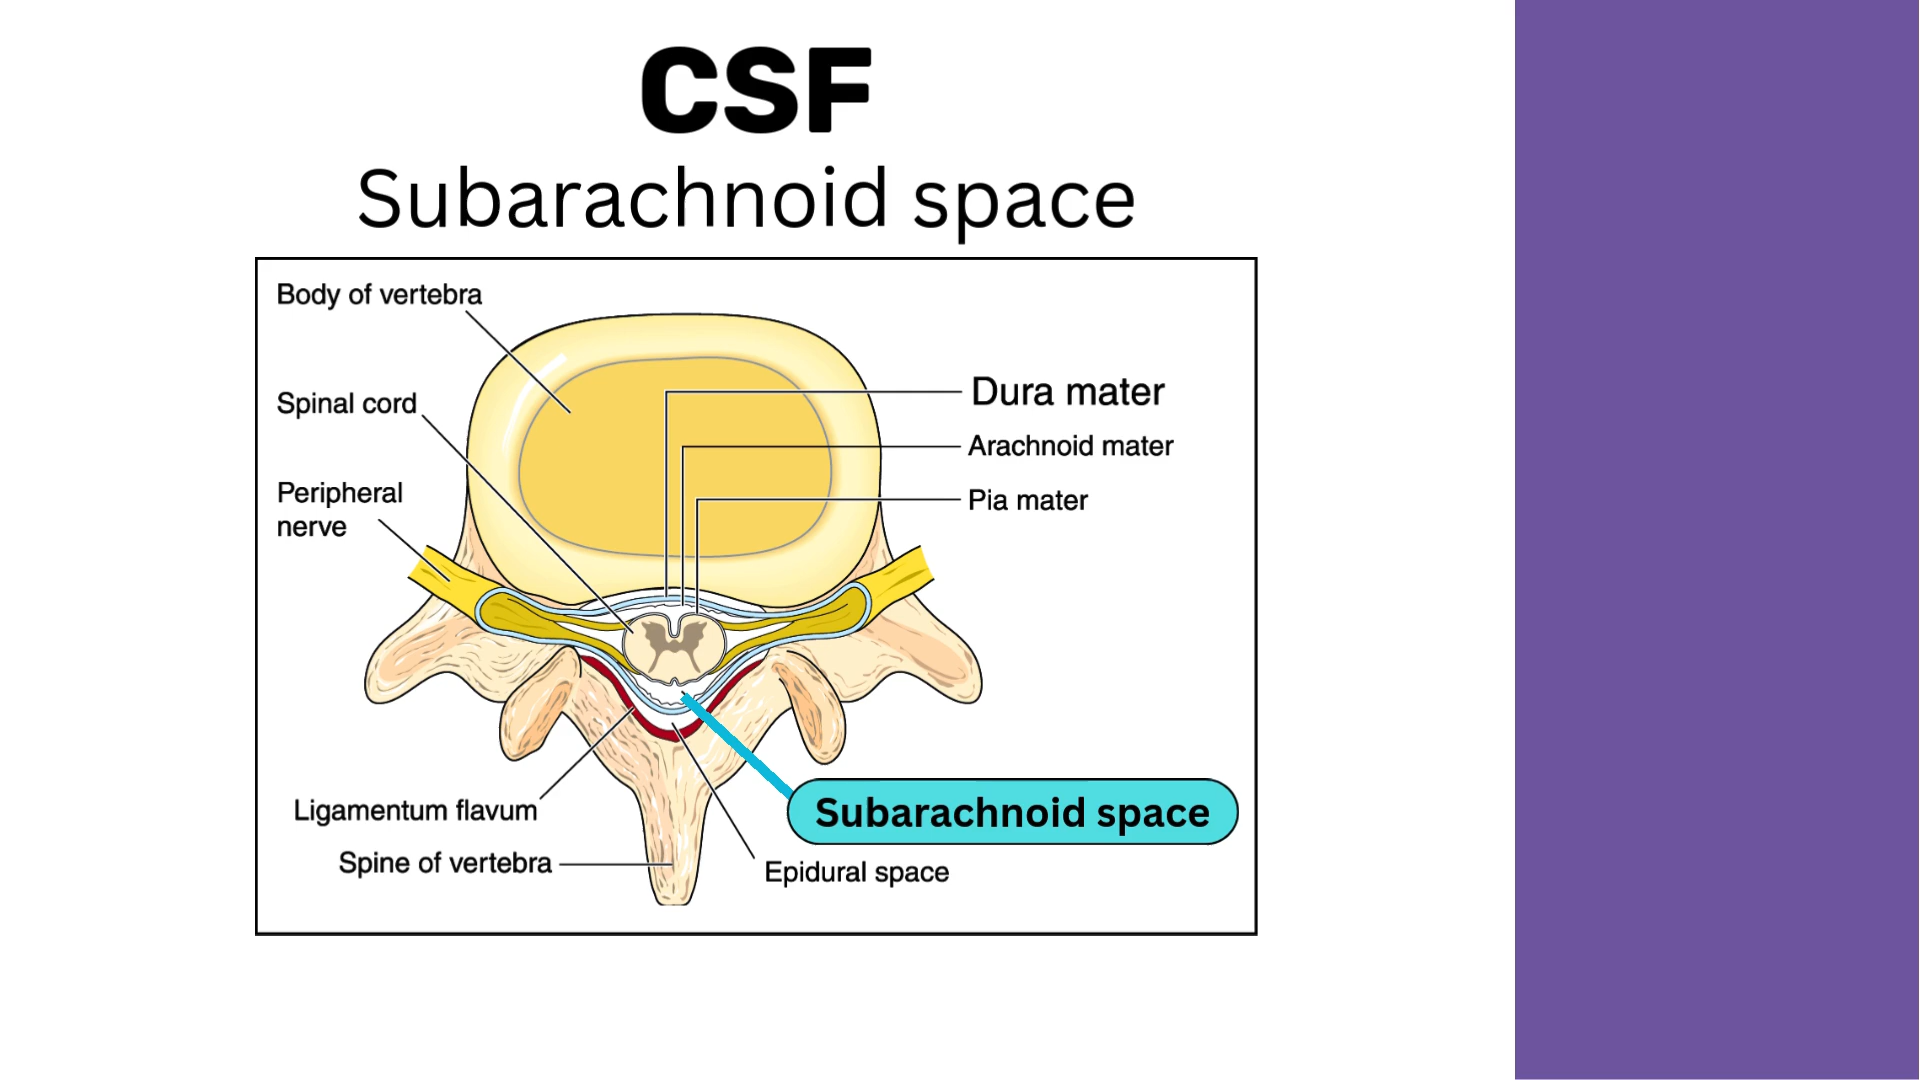 CSF
Subarachnoid space
Body of vertebra
Spinal cord
Peripheral
nerve
Dura mater
Arachnoid mater
Pia mater
Ligamentum flavum
Spine of vertebra
Subarachnoid space
Epidural space